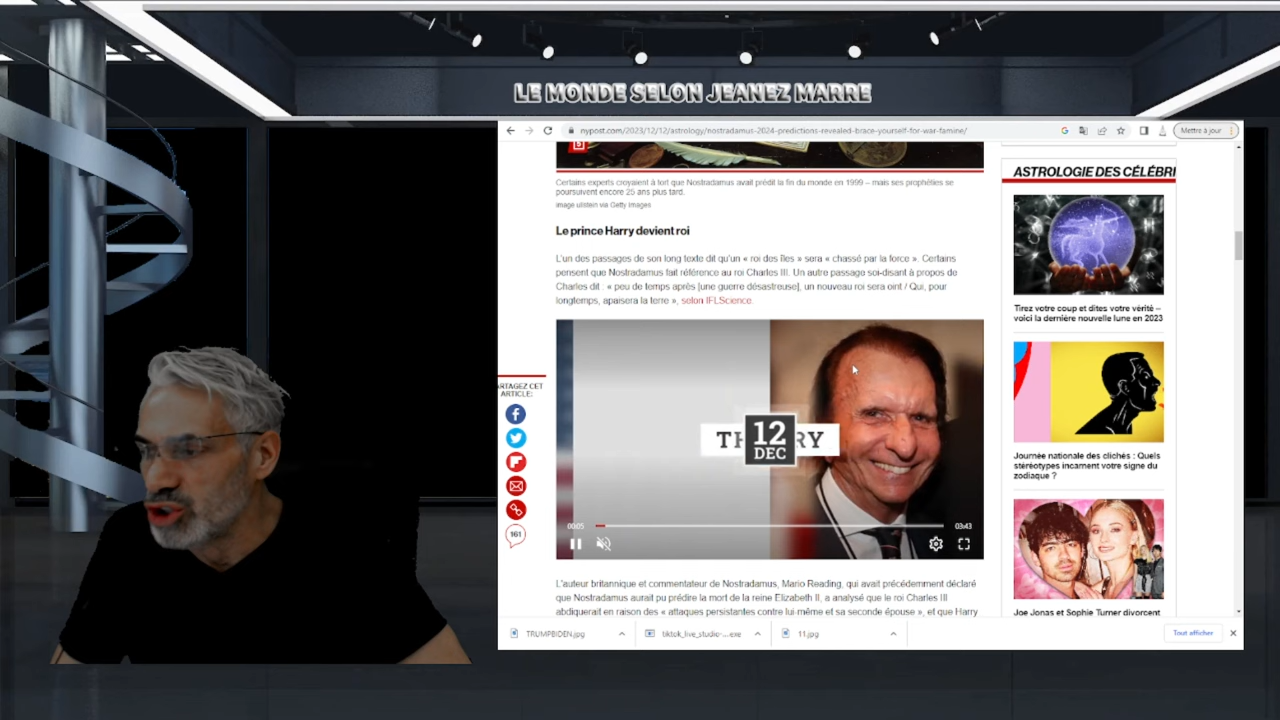 LE MONDE SELON JEANEZ MARRE
nypost.com/2023/12/12/astrology/nostradamus-2024-predictions-revealed-brace-yourself-for-war-famine/
Mettre à jour
Certains experts croyaient à tort que Nostradamus avait prédit la fin du monde en 1999 – mais ses prophéties se
poursuivent encore 25 ans plus tard.
image ullstein via Getty Images
Le prince Harry devient roi
L'un des passages de son long texte dit qu'un « roi des îles » sera « chassé par la force ». Certains
pensent que Nostradamus fait référence au roi Charles III. Un autre passage soi-disant à propos de
Charles dit : « peu de temps après [une guerre désastreuse], un nouveau roi sera oint / Qui, pour
longtemps, apaisera la terre », selon IFLScience.
ARTAGEZ CET
ARTICLE:
161
12
DEC
00:05
03:43
L'auteur britannique et commentateur de Nostradamus, Mario Reading, qui avait précédemment déclaré
que Nostradamus aurait pu prédire la mort de la reine Elizabeth II, a analysé que le roi Charles III
abdiquerait en raison des « attaques persistantes contre lui-même et sa seconde épouse », et que Harry
ASTROLOGIE DES CÉLÉBRI
Tirez votre coup et dites votre vérité –
voici la dernière nouvelle lune en 2023
Journée nationale des clichés : Quels
stéréotypes incarnent votre signe du
zodiaque ?
Joe Jonas et Sophie Turner divorcent
TRUMPBIDEN.jpg
tiktok_live_studio-....exe
11.jpg
Tout afficher